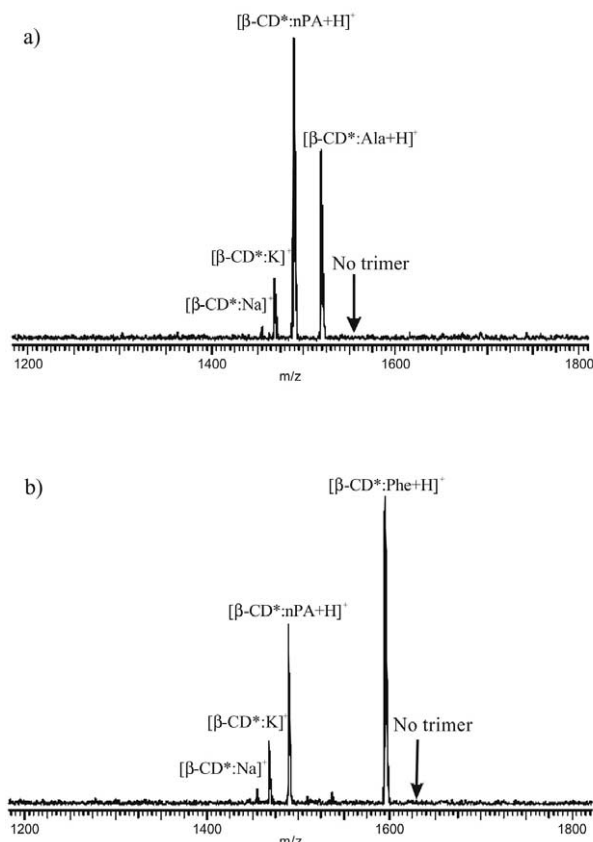 a)
[β-CD*:nPA+H]⁺
[β-CD*:Ala+H]⁺
[β-CD*:K]⁺
No trimer
[β-CD*:Na]⁺
1200 1400 1600 1800
m/z
b)
[β-CD*:Phe+H]⁺
[β-CD*:nPA+H]⁺
[β-CD*:K]⁺
No trimer
[β-CD*:Na]⁺
1200 1400 1600 1800
m/z